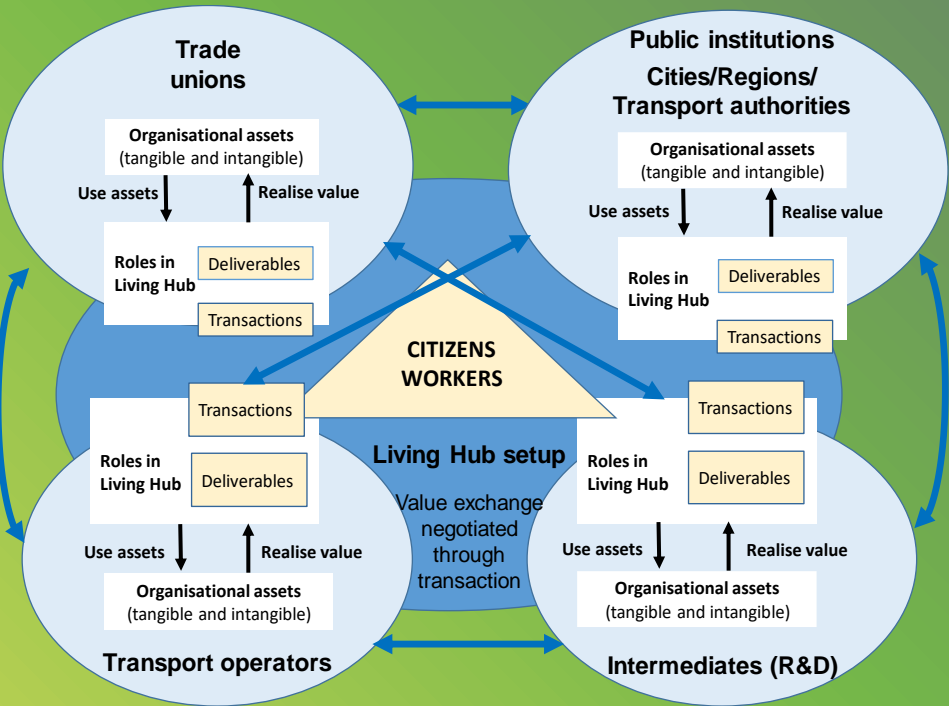 Trade
unions
Organisational assets
(tangible and intangible)
Use assets
Realise value
Roles in
Living Hub
Deliverables
Transactions
Public institutions
Cities/Regions/
Transport authorities
Organisational assets
(tangible and intangible)
Use assets
Realise value
Roles in
Living Hub
Deliverables
Transactions
CITIZENS
WORKERS
Living Hub setup
Value exchange
negotiated
through
transaction
Transactions
Roles in
Living Hub
Deliverables
Use assets
Realise value
Organisational assets
(tangible and intangible)
Transport operators
Transactions
Roles in
Living Hub
Deliverables
Use assets
Realise value
Organisational assets
(tangible and intangible)
Intermediates (R&D)